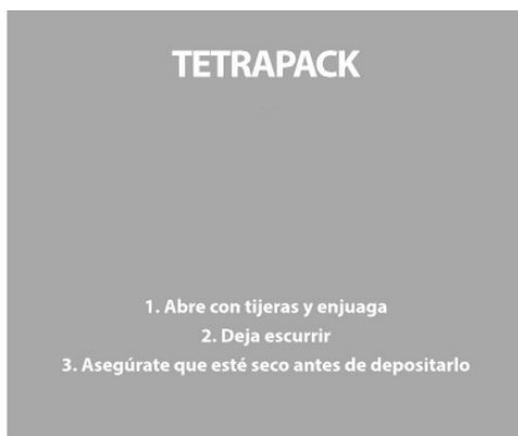 TETRAPACK
1. Abre con tijeras y enjuaga
2. Deja escurrir
3. Asegúrate que esté seco antes de depositarlo